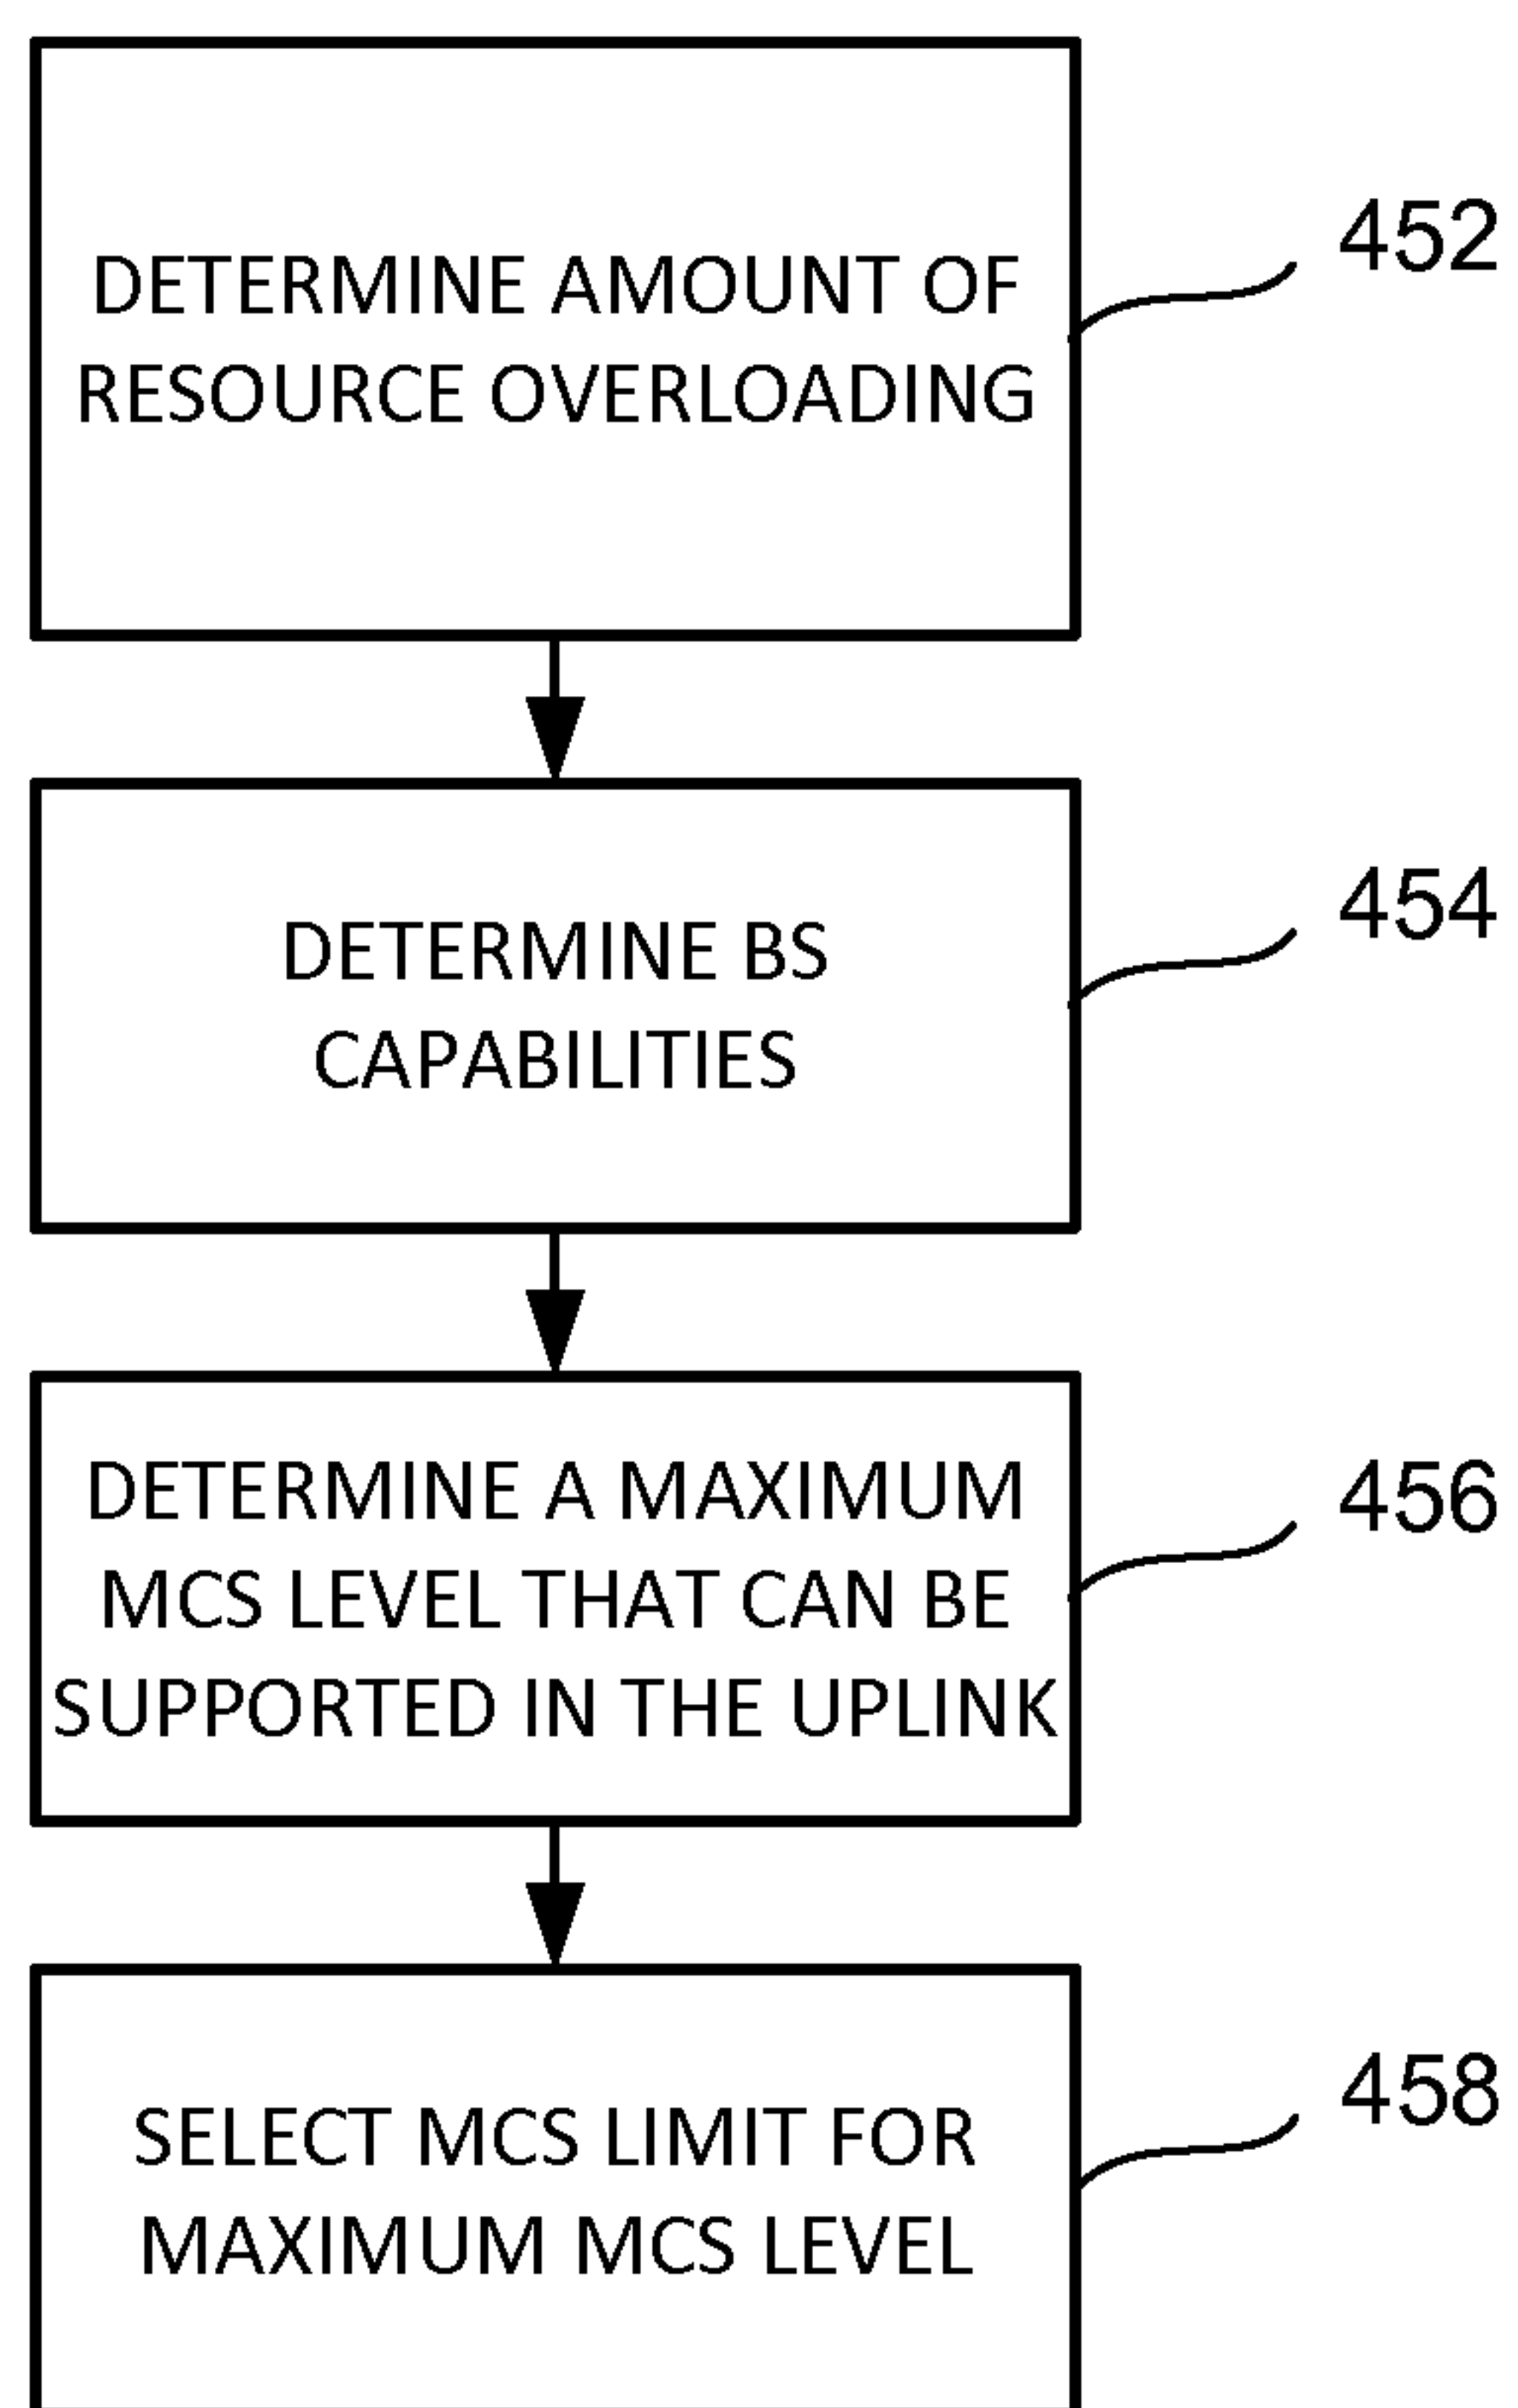 DETERMINE AMOUNT OF
RESOURCE OVERLOADING
452
DETERMINE BS
CAPABILITIES
454
DETERMINE A MAXIMUM
MCS LEVEL THAT CAN BE
SUPPORTED IN THE UPLINK
456
SELECT MCS LIMIT FOR
MAXIMUM MCS LEVEL
458